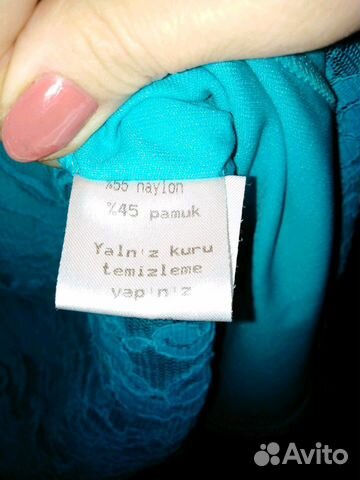 %55 naylon
%45 pamuk
Yaln'z kuru
temizleme
yap'n'z
Avito